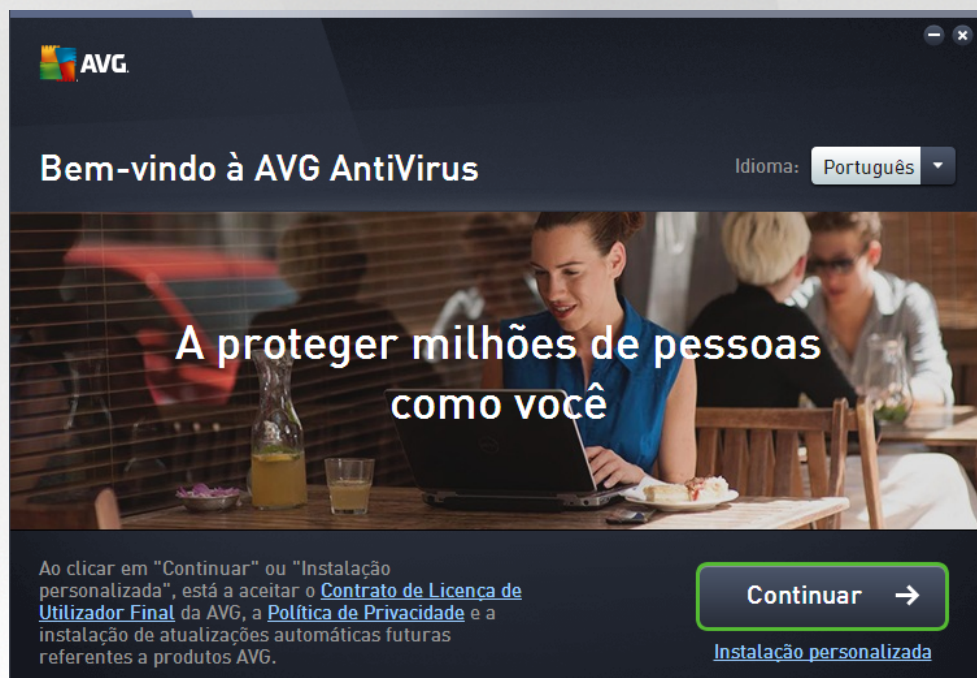 AVG.
Bem-vindo à AVG AntiVirus
Idioma:
Português
A proteger milhões de pessoas
como você
Ao clicar em "Continuar" ou "Instalação
personalizada", está a aceitar o Contrato de Licença de
Utilizador Final da AVG, a Política de Privacidade e a
instalação de atualizações automáticas futuras
referentes a produtos AVG.
Continuar →
Instalação personalizada